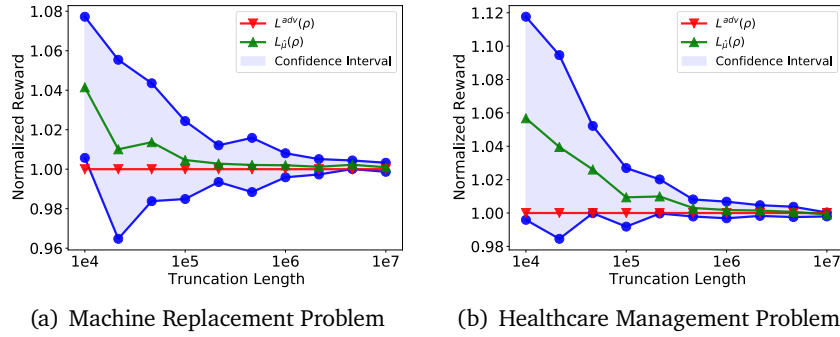 1.08
1.06
1.04
1.02
1.00
0.98
0.96
Normalized Reward
L^{adv}(ρ)
L_{μ̂}(ρ)
Confidence Interval
1e4 1e5 1e6 1e7
Truncation Length
(a) Machine Replacement Problem
1.12
1.10
1.08
1.06
1.04
1.02
1.00
0.98
Normalized Reward
L^{adv}(ρ)
L_{μ̂}(ρ)
Confidence Interval
1e4 1e5 1e6 1e7
Truncation Length
(b) Healthcare Management Problem